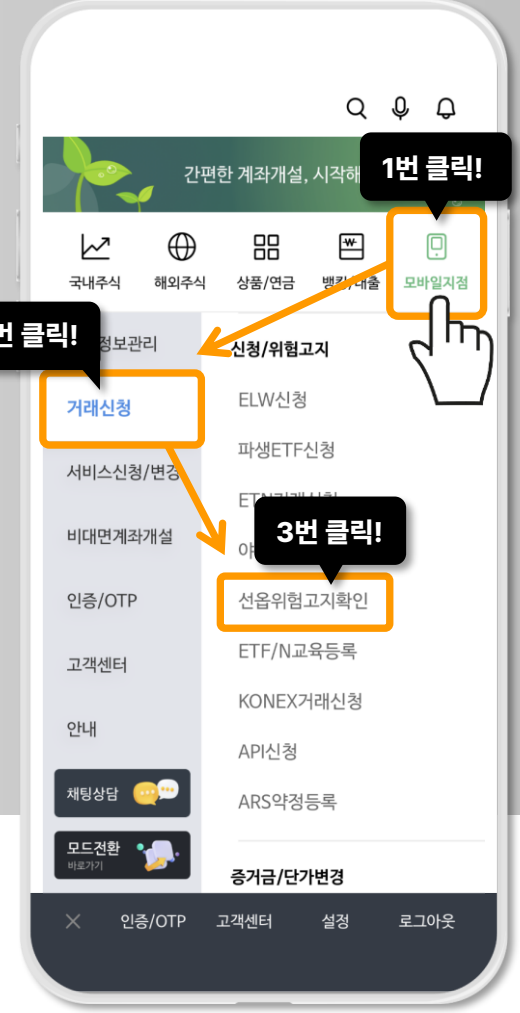 간편한 계좌개설, 시작해
1번 클릭!
국내주식 해외주식 상품/연금 뱅킹/대출 모바일지점
번 클릭!
정보관리
신청/위험고지
거래신청
ELW신청
파생ETF신청
서비스신청/변경
3번 클릭!
비대면계좌개설
인증/OTP
선옵위험고지확인
ETF/N교육등록
고객센터
KONEX거래신청
안내
API신청
채팅상담
ARS약정등록
모드전환
바로가기
증거금/단가변경
인증/OTP 고객센터 설정 로그아웃